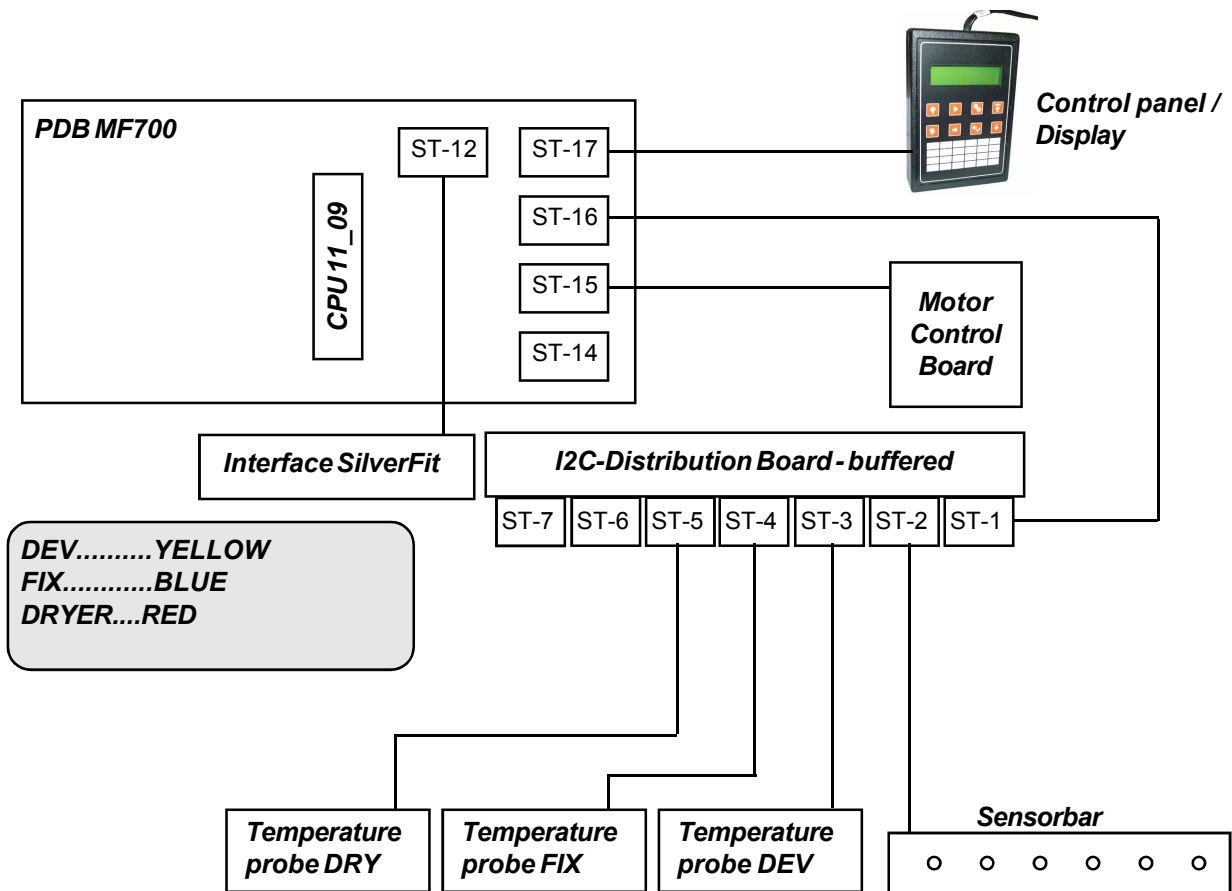 Control panel /
Display
PDB MF700
ST-12
ST-17
CPU11_09
ST-16
ST-15
ST-14
Motor
Control
Board
Interface SilverFit
I2C-Distribution Board - buffered
ST-7 ST-6 ST-5 ST-4 ST-3 ST-2 ST-1
DEV..........YELLOW
FIX............BLUE
DRYER....RED
Temperature
probe DRY
Temperature
probe FIX
Temperature
probe DEV
Sensorbar